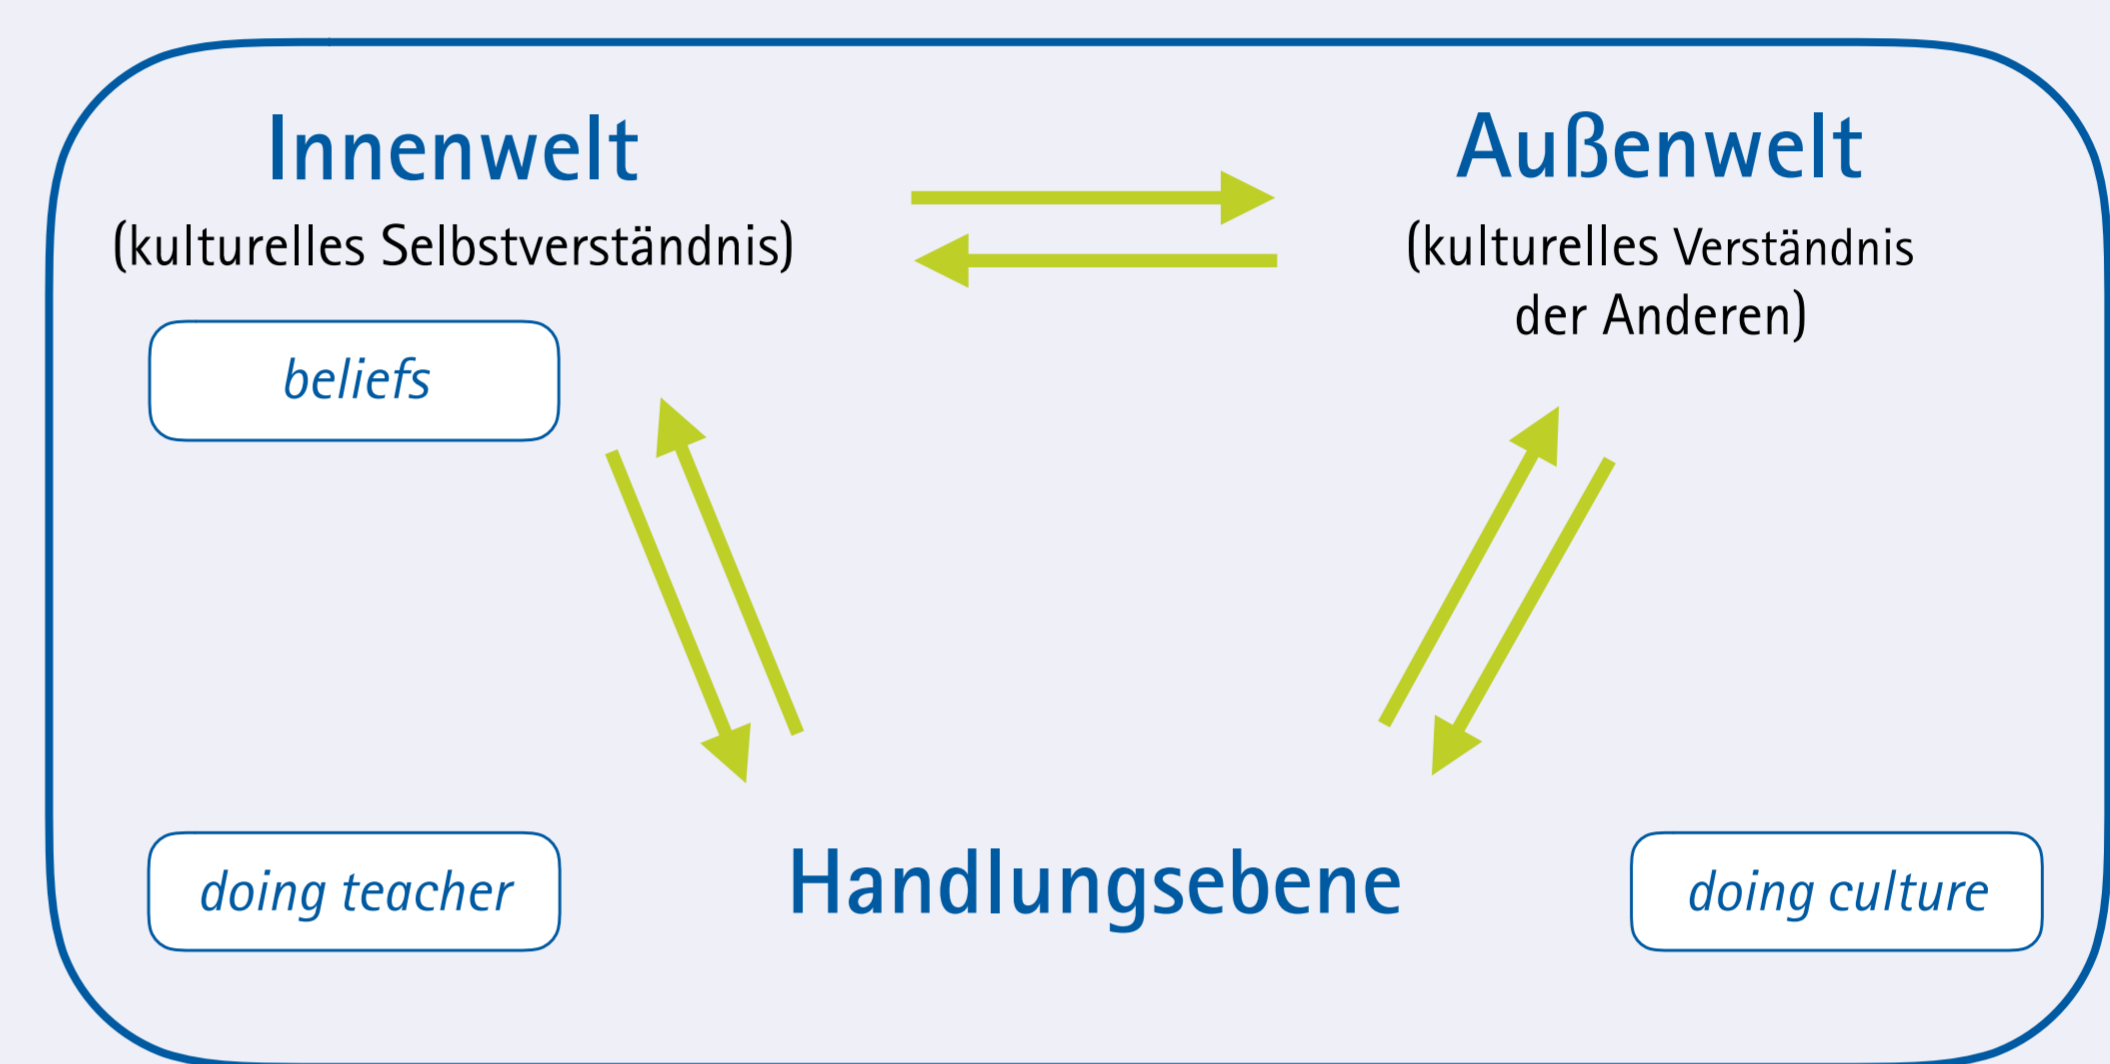 Innenwelt
(kulturelles Selbstverständnis)
beliefs
Außenwelt
(kulturelles Verständnis
der Anderen)
doing teacher
Handlungsebene
doing culture